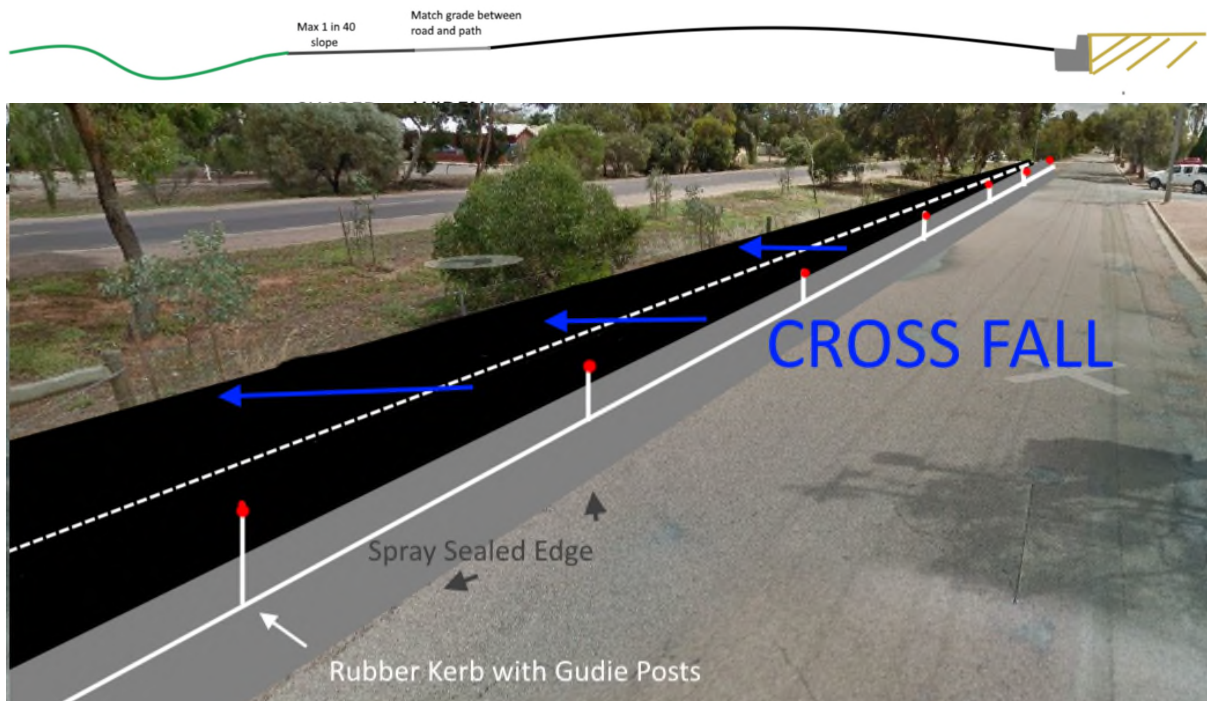 Max 1 in 40
slope
Match grade between
road and path
CROSS FALL
Spray Sealed Edge
Rubber Kerb with Gudie Posts